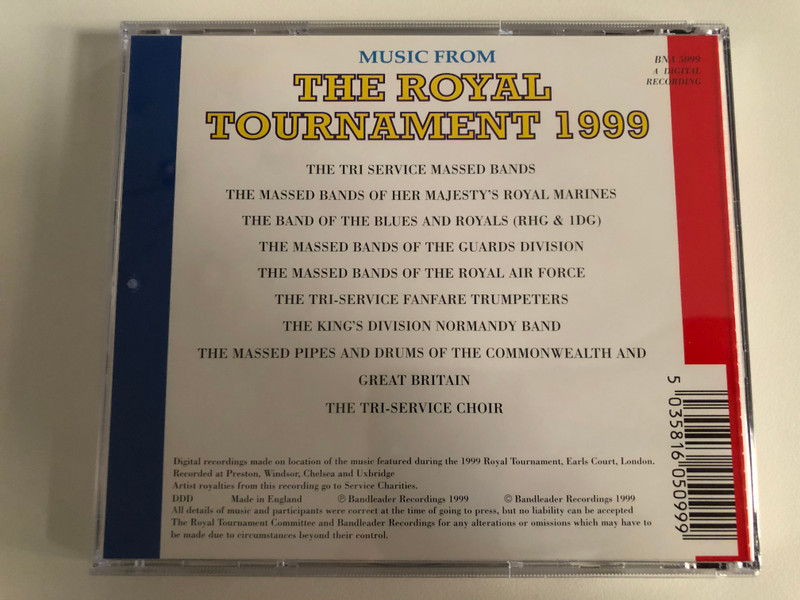 MUSIC FROM
THE ROYAL
TOURNAMENT 1999
BNA 5099
A DIGITAL
RECORDING
THE TRI SERVICE MASSED BANDS
THE MASSED BANDS OF HER MAJESTY'S ROYAL MARINES
THE BAND OF THE BLUES AND ROYALS (RHG & 1DG)
THE MASSED BANDS OF THE GUARDS DIVISION
THE MASSED BANDS OF THE ROYAL AIR FORCE
THE TRI-SERVICE FANFARE TRUMPETERS
THE KING'S DIVISION NORMANDY BAND
THE MASSED PIPES AND DRUMS OF THE COMMONWEALTH AND
GREAT BRITAIN
THE TRI-SERVICE CHOIR
5 035816 050999
Digital recordings made on location of the music featured during the 1999 Royal Tournament, Earls Court, London.
Recorded at Preston, Windsor, Chelsea and Uxbridge
Artist royalties from this recording go to Service Charities.
DDD Made in England ℗ Bandleader Recordings 1999 © Bandleader Recordings 1999
All details of music and participants were correct at the time of going to press, but no liability can be accepted
The Royal Tournament Committee and Bandleader Recordings for any alterations or omissions which may have to
be made due to circumstances beyond their control.